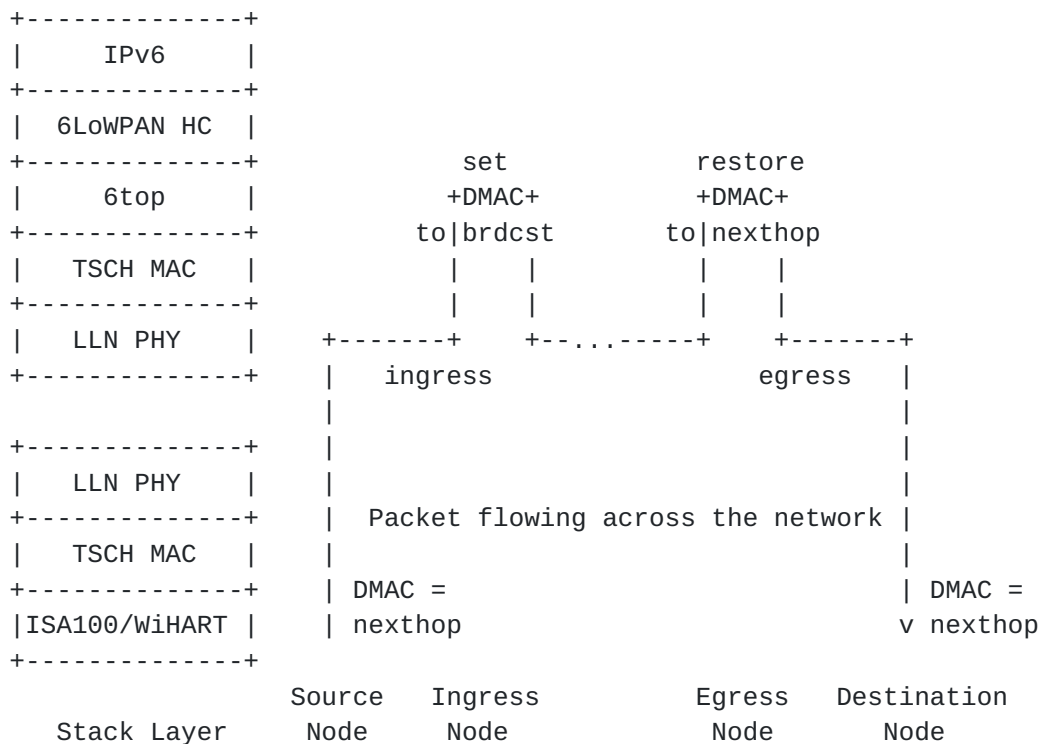 +--------------+
|     IPv6     |
+--------------+
|  6LoWPAN HC  |
+--------------+             set            restore
|     6top     |            +DMAC+          +DMAC+
+--------------+          to|brdcst       to|nexthop
|   TSCH MAC   |            |    |          |    |
+--------------+            |    |          |    |
|   LLN PHY    |    +-------+    +--...-----+    +-------+
+--------------+    |   ingress                 egress   |
                    |                                    |
+--------------+    |                                    |
|   LLN PHY    |    |                                    |
+--------------+    |  Packet flowing across the network |
|   TSCH MAC   |    |                                    |
+--------------+    | DMAC =                             | DMAC =
|ISA100/WiHART |    | nexthop                            v nexthop
+--------------+
                  Source   Ingress          Egress   Destination
   Stack Layer     Node     Node             Node       Node